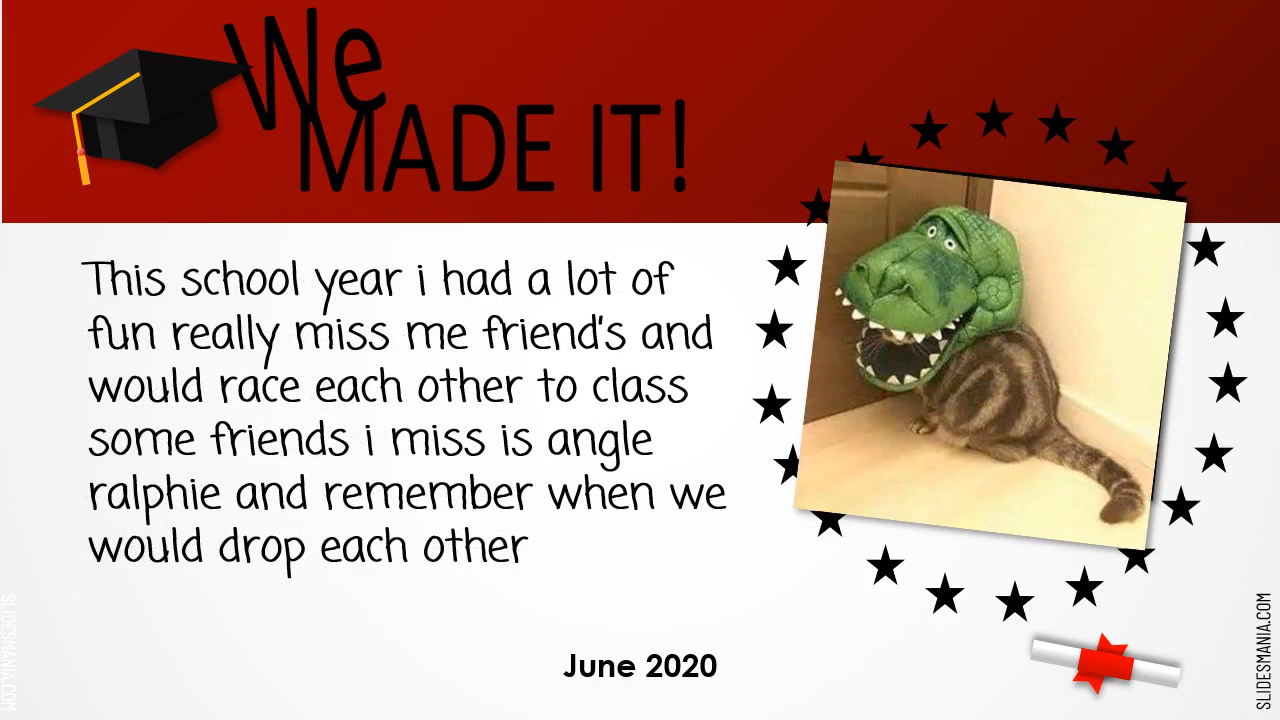 We
MADE IT!
This school year i had a lot of
fun really miss me friend's and
would race each other to class
some friends i miss is angle
ralphie and remember when we
would drop each other
June 2020
SLIDESMANIA.COM
SLIDESMANIA.COM